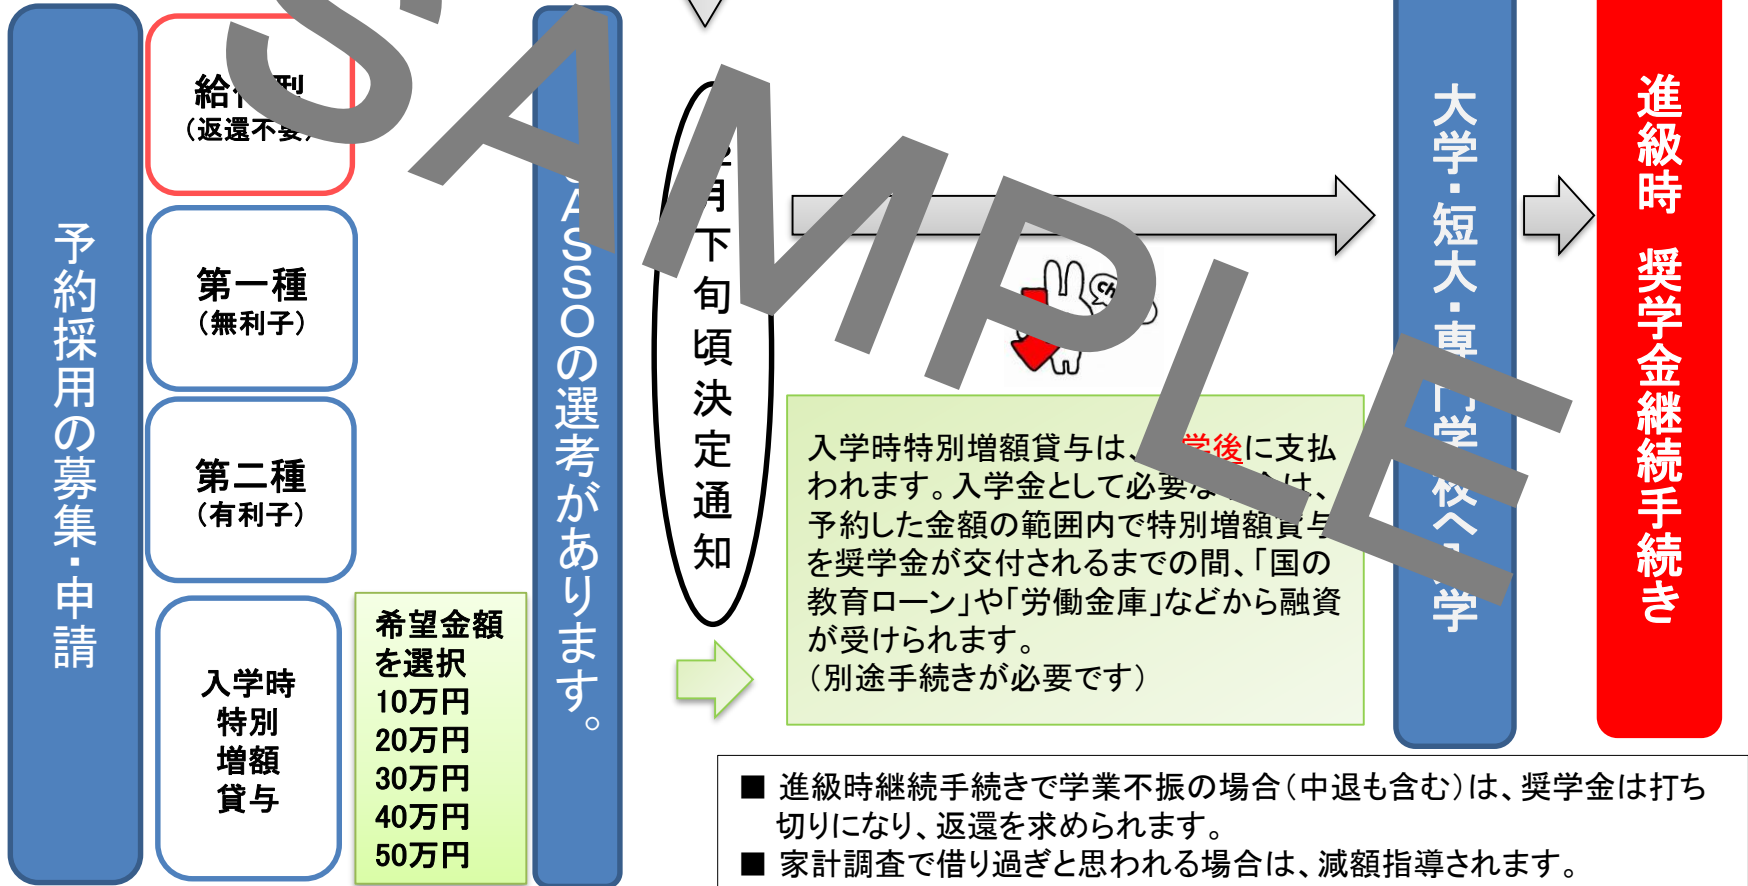 予約採用の募集・申請
(返還不要)
第一種
(無利子)
第二種
(有利子)
入学時
特別
増額
貸与
希望金額
を選択
10万円
20万円
30万円
40万円
50万円
ASSOの選考があります。
月下旬頃決定通知
入学時特別増額貸与は、学後に支払
われます。入学金として必要な は、
予約した金額の範囲内で特別増額貸与
を奨学金が交付されるまでの間、「国の
教育ローン」や「労働金庫」などから融資
が受けられます。
(別途手続きが必要です)
大学・短大・専門学校へ 学
進級時 奨学金継続手続き
■ 進級時継続手続きで学業不振の場合(中退も含む)は、奨学金は打ち
切りになり、返還を求められます。
■ 家計調査で借り過ぎと思われる場合は、減額指導されます。
SAMPLE